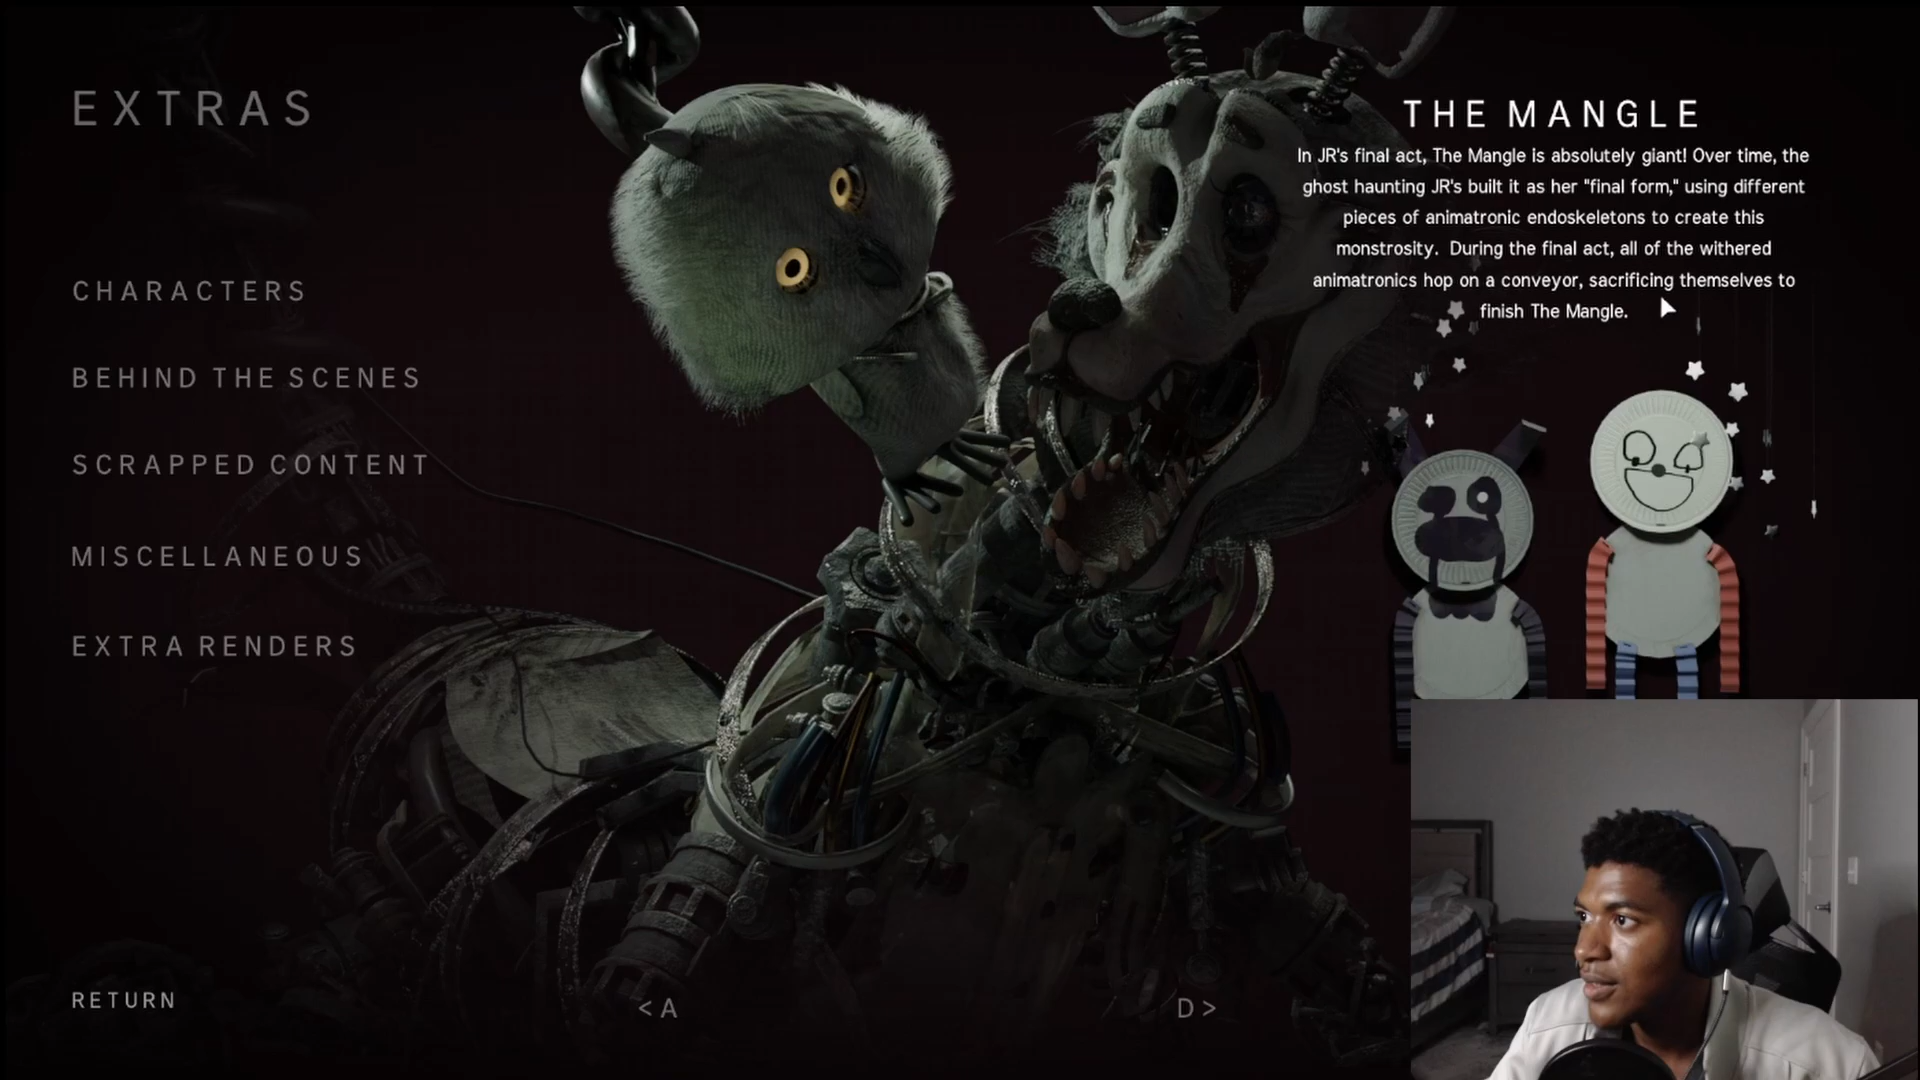 EXTRAS
CHARACTERS
BEHIND THE SCENES
SCRAPPED CONTENT
MISCELLANEOUS
EXTRA RENDERS
RETURN
<A
D>
THE MANGLE
In JR's final act, The Mangle is absolutely giant! Over time, the
ghost haunting JR's built it as her "final form," using different
pieces of animatronic endoskeletons to create this
monstrosity.  During the final act, all of the withered
animatronics hop on a conveyor, sacrificing themselves to
finish The Mangle.